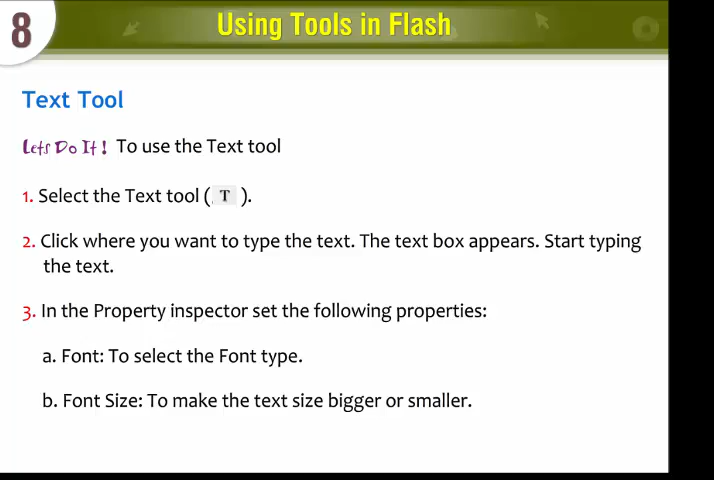 8
Using Tools in Flash
Text Tool
Lets Do It! To use the Text tool
1. Select the Text tool ( T ).
2. Click where you want to type the text. The text box appears. Start typing
the text.
3. In the Property inspector set the following properties:
a. Font: To select the Font type.
b. Font Size: To make the text size bigger or smaller.